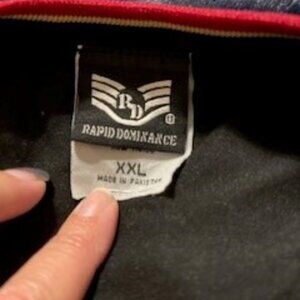 RD
®
RAPID DOMINANCE
XXL
MADE IN PAKISTAN